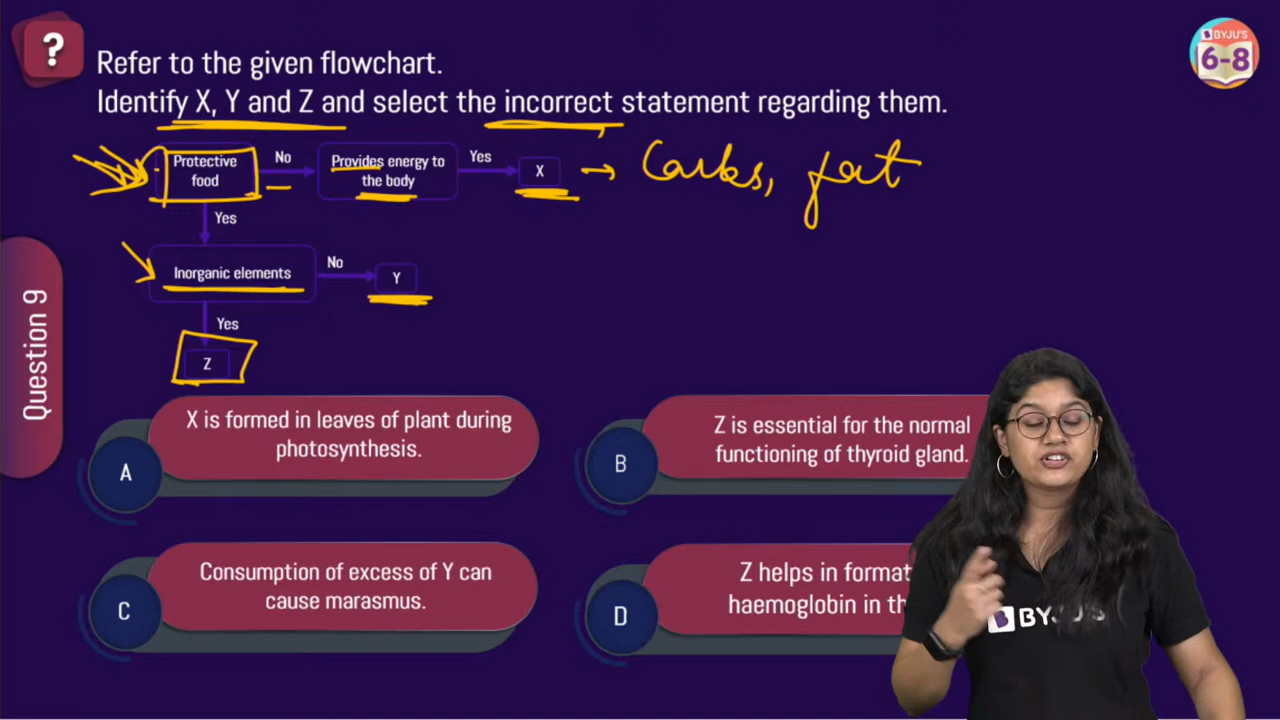 ?
BYJU'S
6-8
Refer to the given flowchart.
Identify X, Y and Z and select the incorrect statement regarding them.
Protective
food
No
Provides energy to
the body
Yes
X
→ Carbs, fat
Yes
Inorganic elements
No
Y
Yes
Z
Question 9
A
X is formed in leaves of plant during
photosynthesis.
B
Z is essential for the normal
functioning of thyroid gland.
C
Consumption of excess of Y can
cause marasmus.
D
Z helps in format
haemoglobin in th
BYJU'S